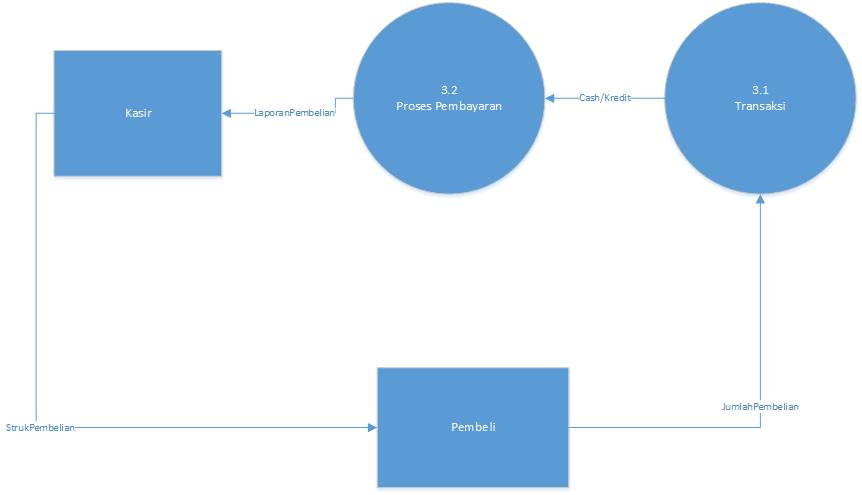 3.2
Proses Pembayaran
3.1
Transaksi
Kasir
LaporanPembelian
Cash/Kredit
JumlahPembelian
StrukPembelian
Pembeli